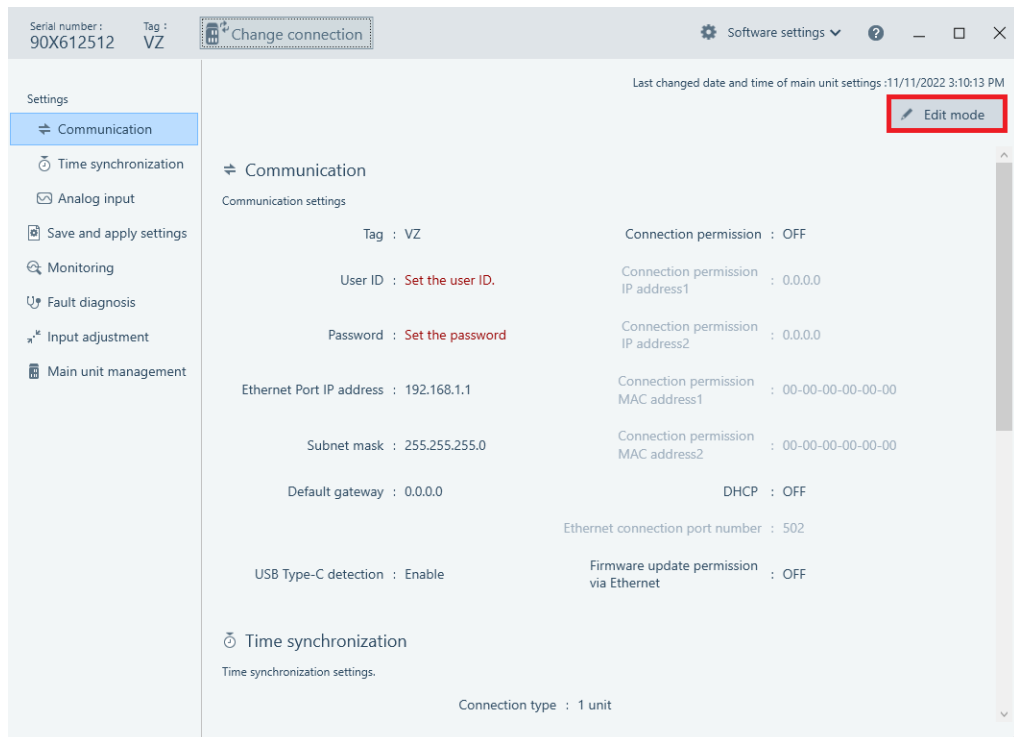 Serial number :
90X612512
Tag :
VZ
Change connection
Software settings
?
Last changed date and time of main unit settings :11/11/2022 3:10:13 PM
Edit mode
Settings
Communication
Time synchronization
Analog input
Save and apply settings
Monitoring
Fault diagnosis
Input adjustment
Main unit management
Communication
Communication settings
Tag : VZ
Connection permission : OFF
User ID : Set the user ID.
Connection permission
IP address1 : 0.0.0.0
Password : Set the password
Connection permission
IP address2 : 0.0.0.0
Ethernet Port IP address : 192.168.1.1
Connection permission
MAC address1 : 00-00-00-00-00-00
Subnet mask : 255.255.255.0
Connection permission
MAC address2 : 00-00-00-00-00-00
Default gateway : 0.0.0.0
DHCP : OFF
Ethernet connection port number : 502
USB Type-C detection : Enable
Firmware update permission
via Ethernet : OFF
Time synchronization
Time synchronization settings.
Connection type : 1 unit